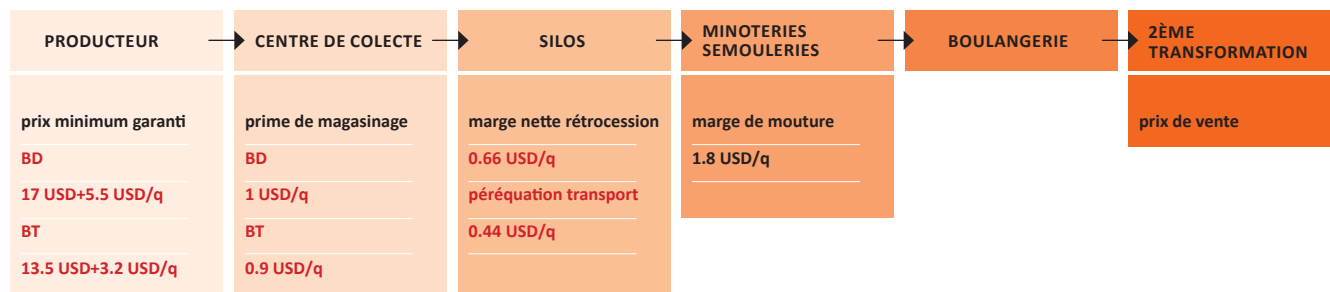 PRODUCTEUR
CENTRE DE COLECTE
SILOS
MINOTERIES
SEMOULERIES
BOULANGERIE
2ÈME
TRANSFORMATION
prix minimum garanti
BD
17 USD+5.5 USD/q
BT
13.5 USD+3.2 USD/q
prime de magasinage
BD
1 USD/q
BT
0.9 USD/q
marge nette rétrocession
0.66 USD/q
péréquation transport
0.44 USD/q
marge de mouture
1.8 USD/q
prix de vente